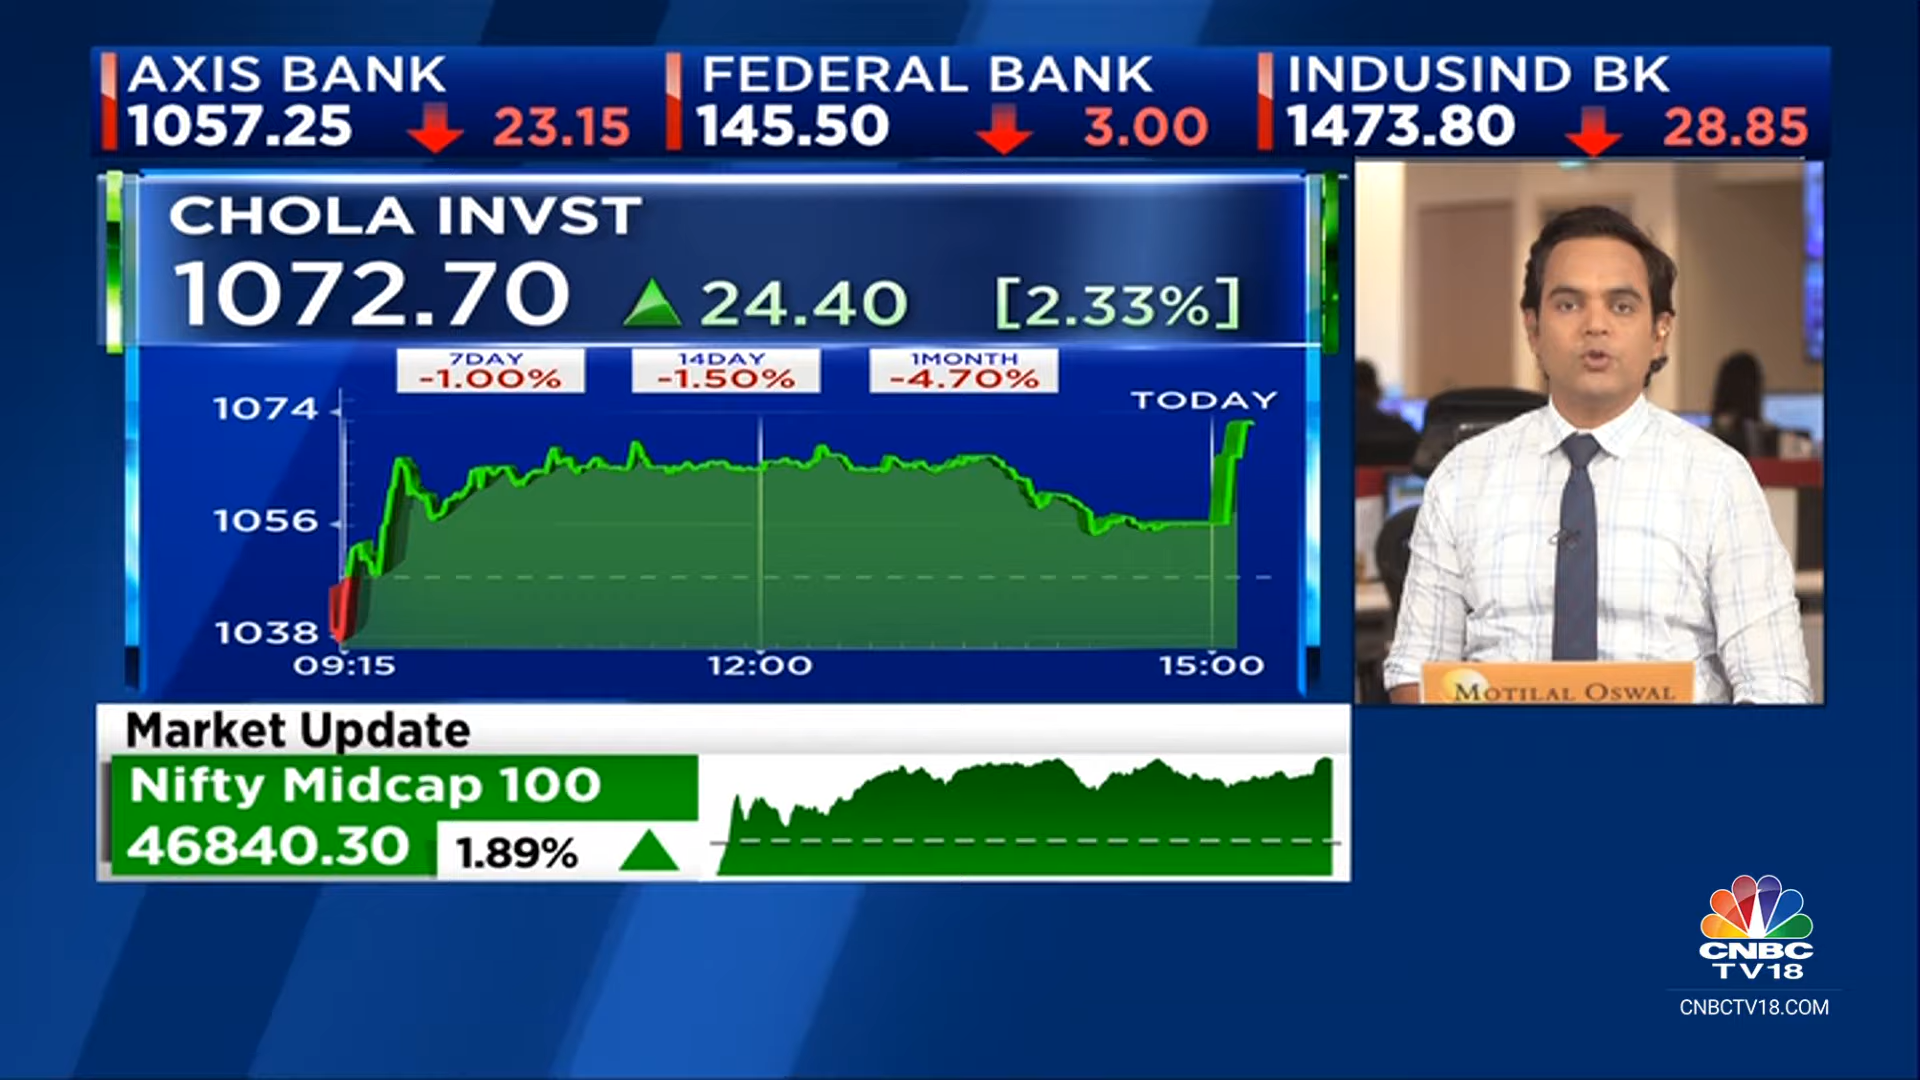 AXIS BANK
1057.25 23.15
FEDERAL BANK
145.50 3.00
INDUSIND BK
1473.80 28.85
CHOLA INVST
1072.70 24.40 [2.33%]
7DAY
-1.00%
14DAY
-1.50%
1MONTH
-4.70%
TODAY
1074
1056
1038
09:15 12:00 15:00
MOTILAL OSWAL
Market Update
Nifty Midcap 100
46840.30 1.89%
CNBC
TV18
CNBCTV18.COM